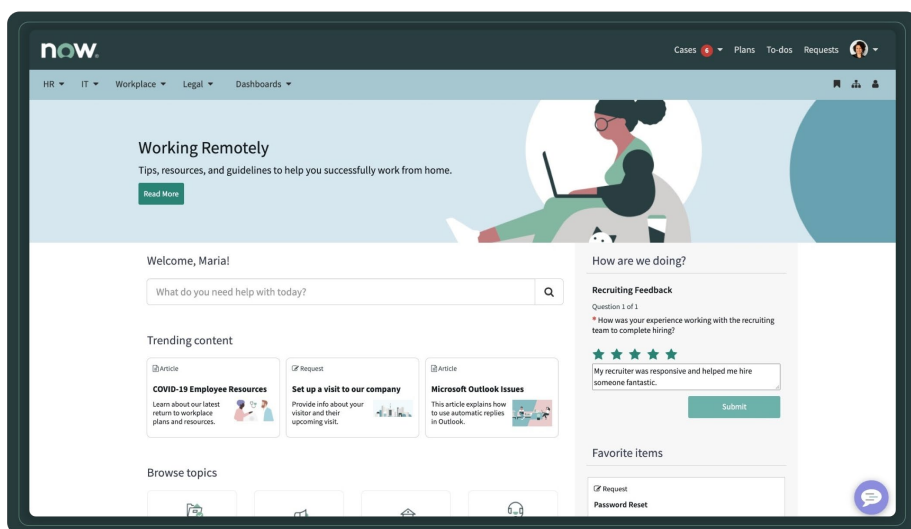 now.
Cases 6 Plans To-dos Requests
HR IT Workplace Legal Dashboards
Working Remotely
Tips, resources, and guidelines to help you successfully work from home.
Read More
Welcome, Maria!
What do you need help with today?
Trending content
Article
COVID-19 Employee Resources
Learn about our latest
return to workplace
plans and resources.
Request
Set up a visit to our company
Provide info about your
visitor and their
upcoming visit.
Article
Microsoft Outlook Issues
This article explains how
to use automatic replies
in Outlook.
Browse topics
How are we doing?
Recruiting Feedback
Question 1 of 1
* How was your experience working with the recruiting
team to complete hiring?
My recruiter was responsive and helped me hire
someone fantastic.
Submit
Favorite items
Request
Password Reset